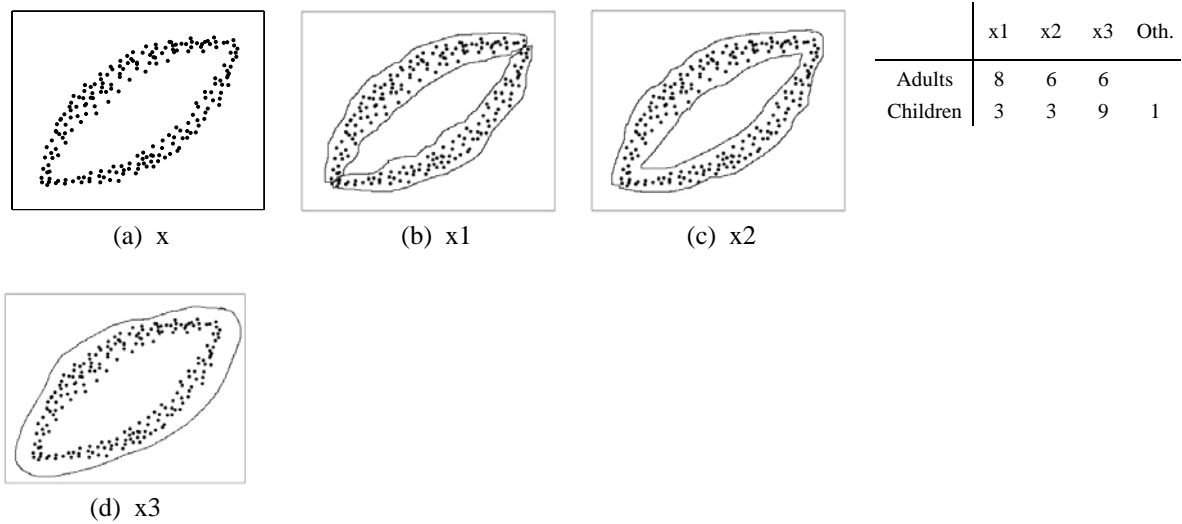 x1 x2 x3 Oth.
Adults 8 6 6
Children 3 3 9 1
(a) x
(b) x1
(c) x2
(d) x3